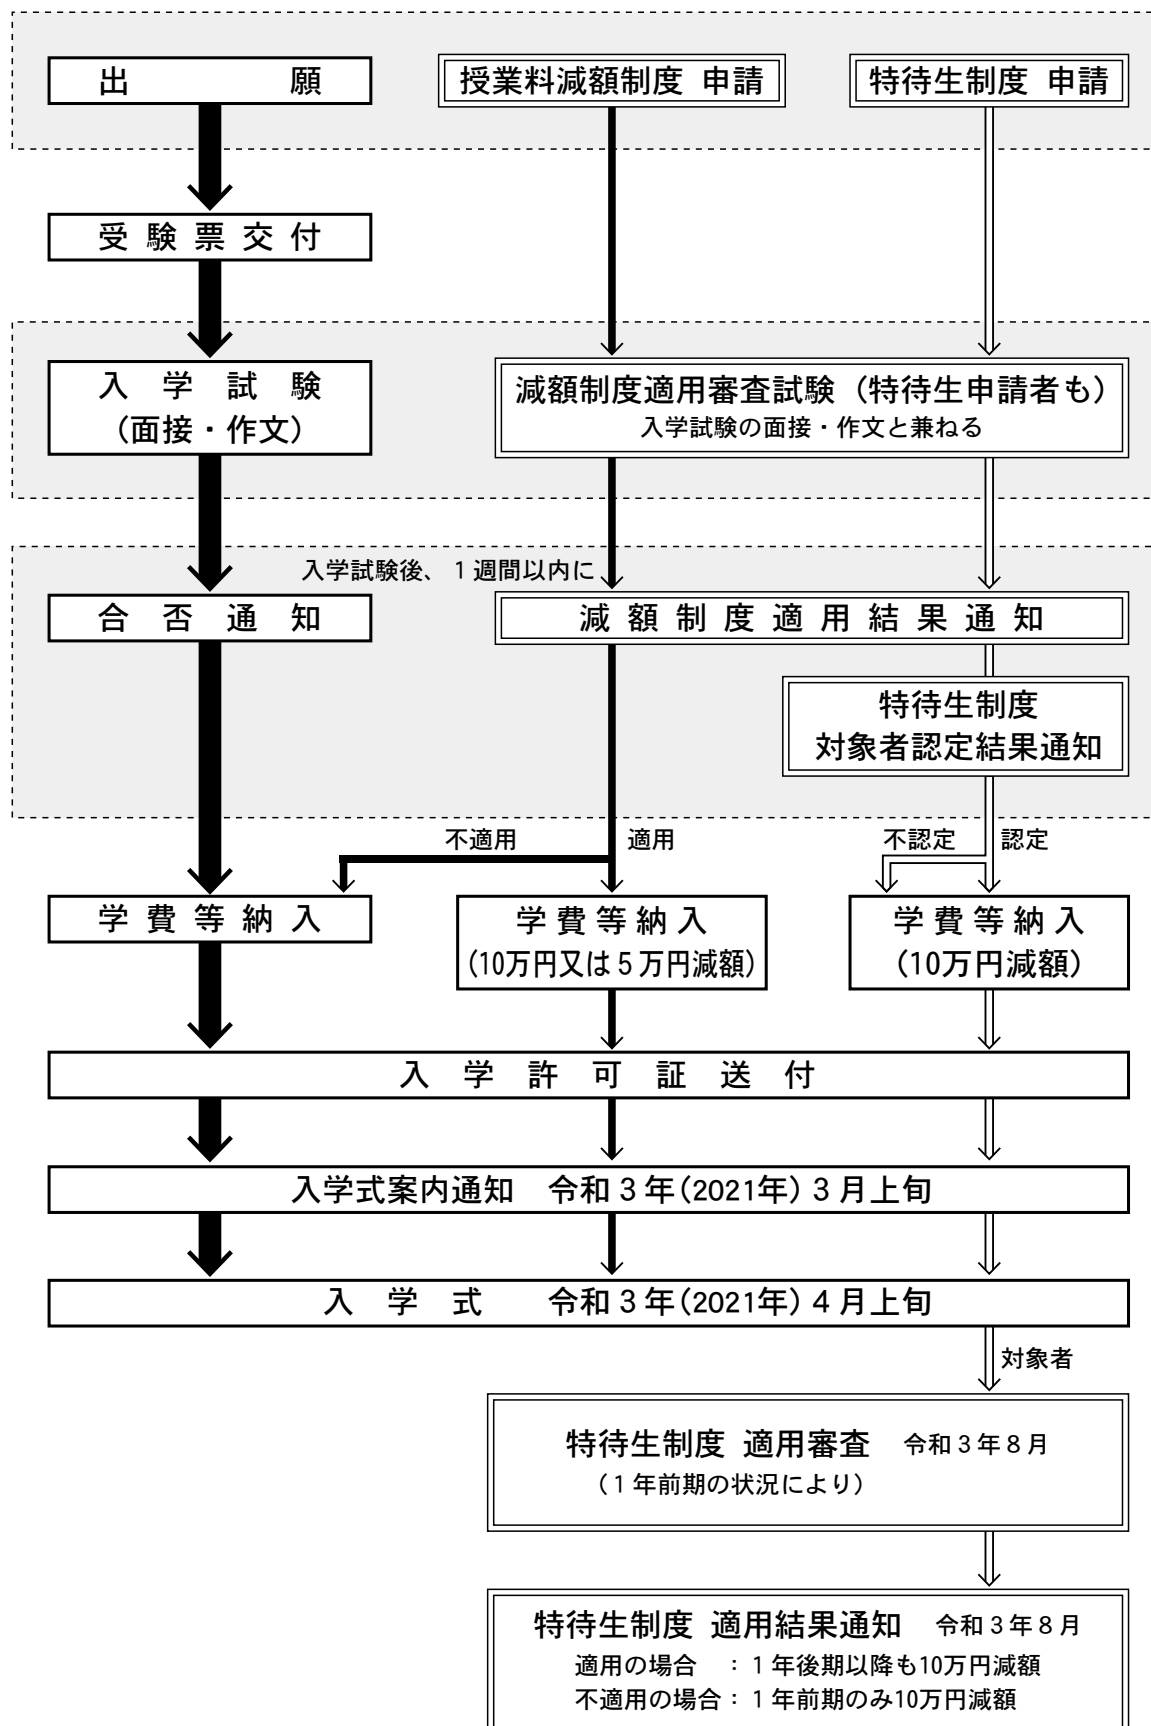 出願
授業料減額制度 申請
特待生制度 申請
受験票交付
入学試験
(面接・作文)
減額制度適用審査試験（特待生申請者も）
入学試験の面接・作文と兼ねる
入学試験後、１週間以内に
合否通知
減額制度適用結果通知
特待生制度
対象者認定結果通知
不適用
適用
不認定
認定
学費等納入
学費等納入
(10万円又は５万円減額)
学費等納入
(10万円減額)
入学許可証送付
入学式案内通知　令和３年(2021年)３月上旬
入学式　令和３年(2021年)４月上旬
対象者
特待生制度 適用審査　令和３年８月
（１年前期の状況により）
特待生制度 適用結果通知　令和３年８月
適用の場合　：１年後期以降も10万円減額
不適用の場合：１年前期のみ10万円減額